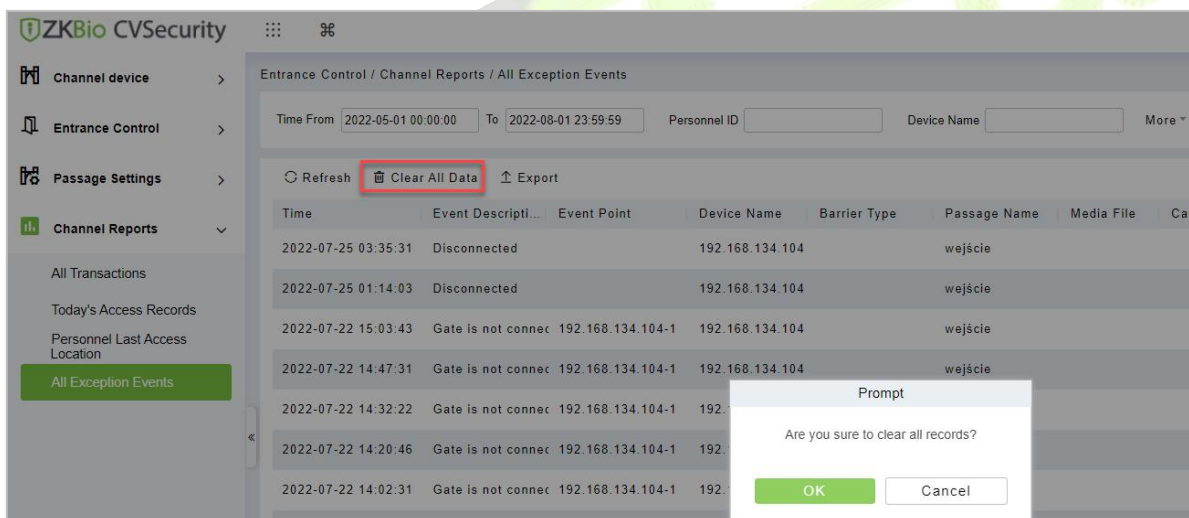 ZKBio CVSecurity
Channel device
Entrance Control
Passage Settings
Channel Reports
All Transactions
Today's Access Records
Personnel Last Access
Location
All Exception Events
Entrance Control / Channel Reports / All Exception Events
Time From 2022-05-01 00:00:00 To 2022-08-01 23:59:59 Personnel ID Device Name More
Refresh Clear All Data Export
Time Event Descripti... Event Point Device Name Barrier Type Passage Name Media File Ca
2022-07-25 03:35:31 Disconnected 192.168.134.104 wejście
2022-07-25 01:14:03 Disconnected 192.168.134.104 wejście
2022-07-22 15:03:43 Gate is not connec 192.168.134.104-1 192.168.134.104 wejście
2022-07-22 14:47:31 Gate is not connec 192.168.134.104-1 192.168.134.104 wejście
2022-07-22 14:32:22 Gate is not connec 192.168.134.104-1 192.
2022-07-22 14:20:46 Gate is not connec 192.168.134.104-1 192.
2022-07-22 14:02:31 Gate is not connec 192.168.134.104-1 192.
Prompt
Are you sure to clear all records?
OK Cancel